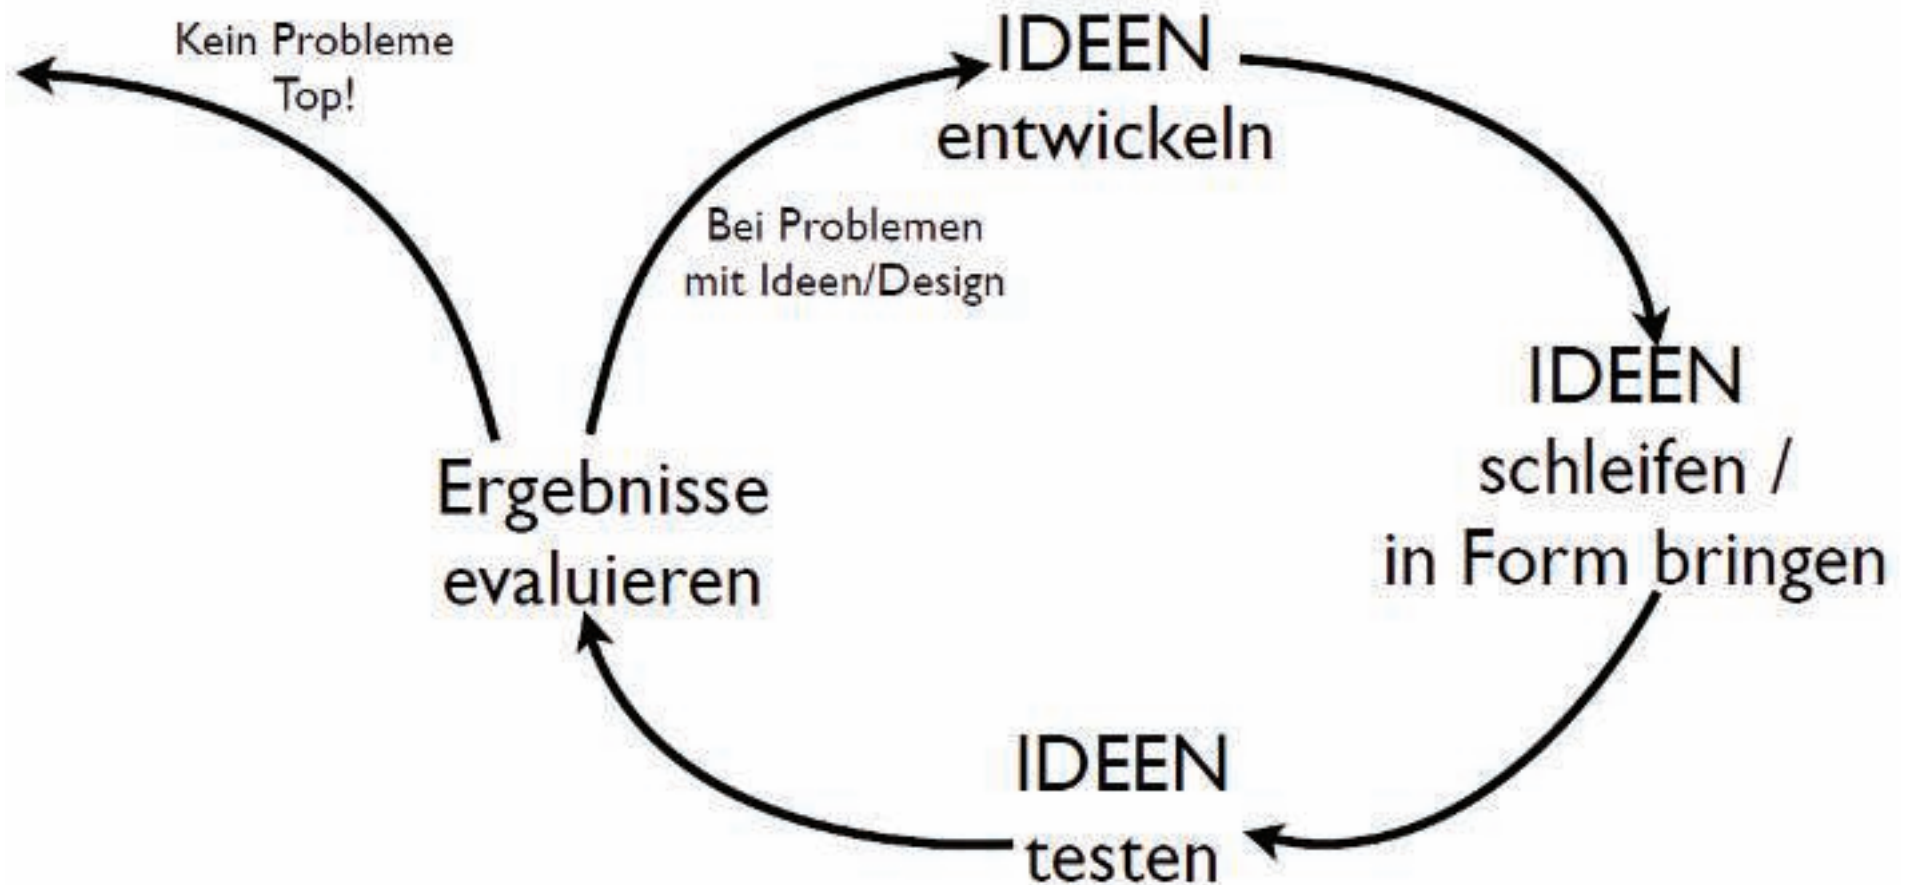 Kein Probleme
Top!
IDEEN
entwickeln
Bei Problemen
mit Ideen/Design
IDEEN
schleifen /
in Form bringen
Ergebnisse
evaluieren
IDEEN
testen